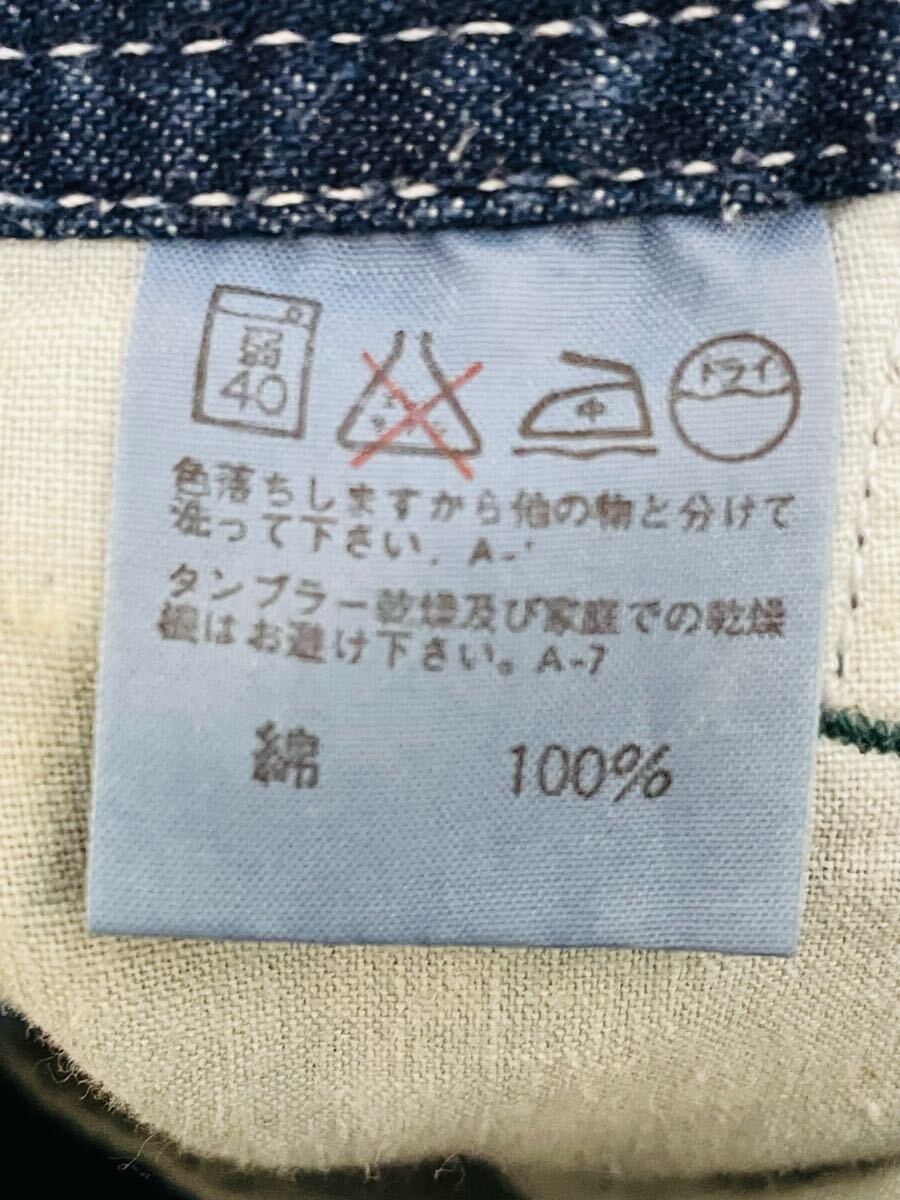 弱
40
中
ドライ
色落ちしますから他の物と分けて
洗って下さい. A-
タンブラー乾燥及び家庭での乾燥
機はお避け下さい。A-7
綿 100%